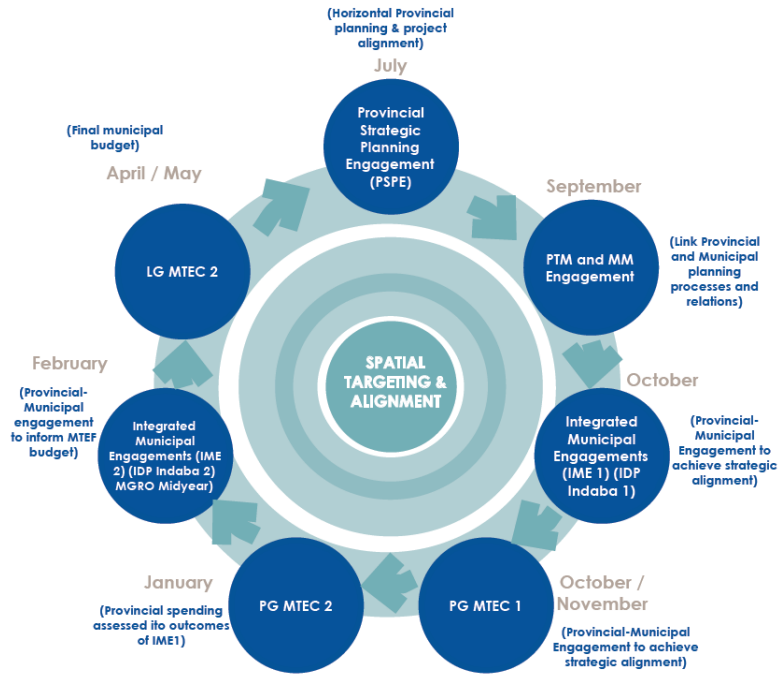 (Horizontal Provincial
planning & project
alignment)
July
Provincial
Strategic
Planning
Engagement
(PSPE)
September
PTM and MM
Engagement
(Link Provincial
and Municipal
planning
processes and
relations)
October
Integrated
Municipal
Engagements
(IME 1) (IDP
Indaba 1)
(Provincial-
Municipal
Engagement to
achieve strategic
alignment)
October /
November
PG MTEC 1
(Provincial-Municipal
Engagement to achieve
strategic alignment)
PG MTEC 2
January
(Provincial spending
assessed ito outcomes
of IME1)
February
(Provincial-
Municipal
engagement
to inform MTEF
budget)
Integrated
Municipal
Engagements (IME
2) (IDP Indaba 2)
MGRO Midyear)
April / May
(Final municipal
budget)
LG MTEC 2
SPATIAL
TARGETING &
ALIGNMENT